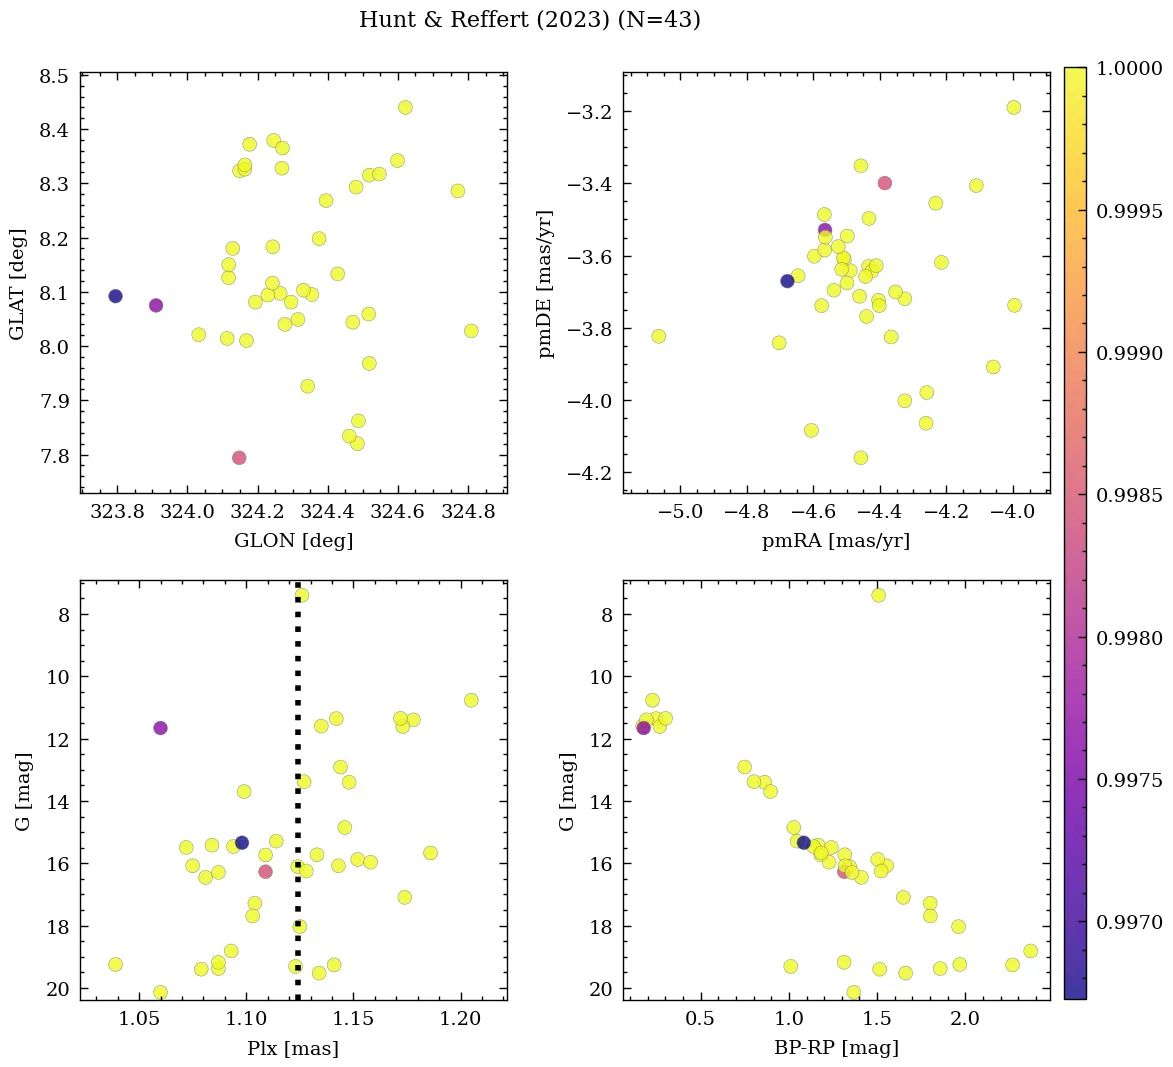 Hunt & Reffert (2023) (N=43)
8.5
8.4
8.3
8.2
8.1
8.0
7.9
7.8
GLAT [deg]
323.8 324.0 324.2 324.4 324.6 324.8
GLON [deg]
−3.2
−3.4
−3.6
−3.8
−4.0
−4.2
pmDE [mas/yr]
−5.0 −4.8 −4.6 −4.4 −4.2 −4.0
pmRA [mas/yr]
1.0000
0.9995
0.9990
0.9985
0.9980
0.9975
0.9970
8
10
12
14
16
18
20
G [mag]
1.05 1.10 1.15 1.20
Plx [mas]
8
10
12
14
16
18
20
G [mag]
0.5 1.0 1.5 2.0
BP-RP [mag]